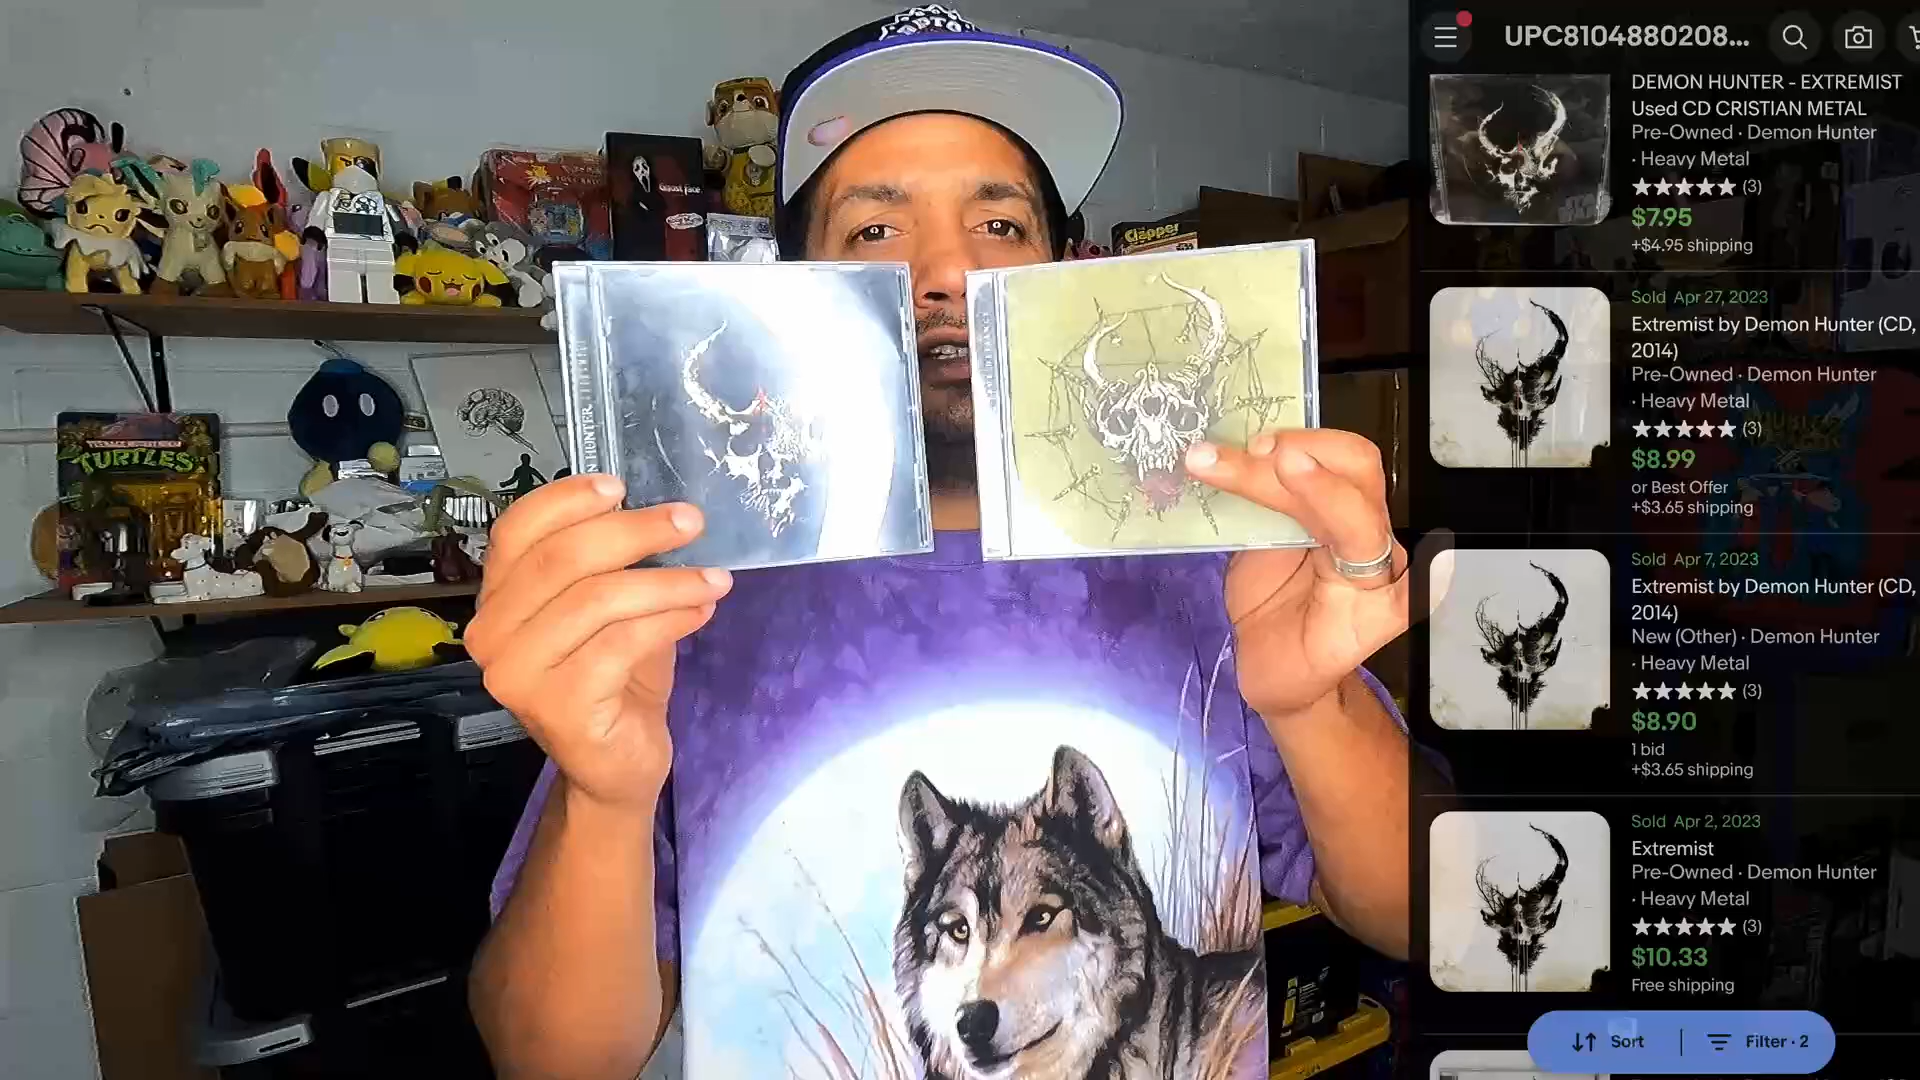 UPC8104880208...
DEMON HUNTER - EXTREMIST
Used CD CRISTIAN METAL
Pre-Owned · Demon Hunter
· Heavy Metal
(3)
$7.95
+$4.95 shipping
Sold Apr 27, 2023
Extremist by Demon Hunter (CD,
2014)
Pre-Owned · Demon Hunter
· Heavy Metal
(3)
$8.99
or Best Offer
+$3.65 shipping
Sold Apr 7, 2023
Extremist by Demon Hunter (CD,
2014)
New (Other) · Demon Hunter
· Heavy Metal
(3)
$8.90
1 bid
+$3.65 shipping
Sold Apr 2, 2023
Extremist
Pre-Owned · Demon Hunter
· Heavy Metal
(3)
$10.33
Free shipping
Sort
Filter · 2
Ghost Face
Clapper
TURTLES
N HUNTER